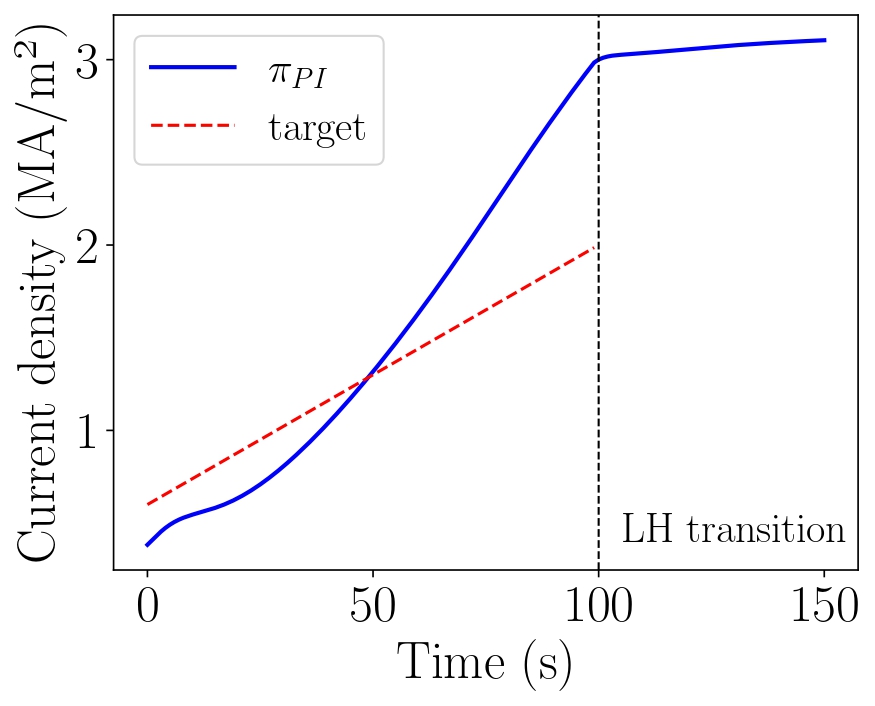 π_PI
target
3
2
1
Current density (MA/m²)
LH transition
0 50 100 150
Time (s)